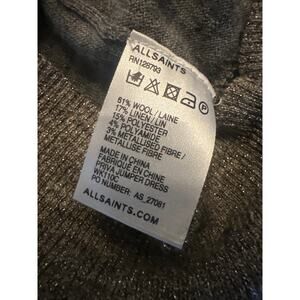 ALLSAINTS
RN128793
P
61% WOOL / LAINE
17% LINEN / LIN
15% POLYESTER
4% POLYAMIDE
3% METALLISED FIBRE /
METALLISE FIBRE
MADE IN CHINA
FABRIQUE EN CHINE
PRIVA JUMPER DRESS
WK110C
PO NUMBER: AS_27081
ALLSAINTS.COM